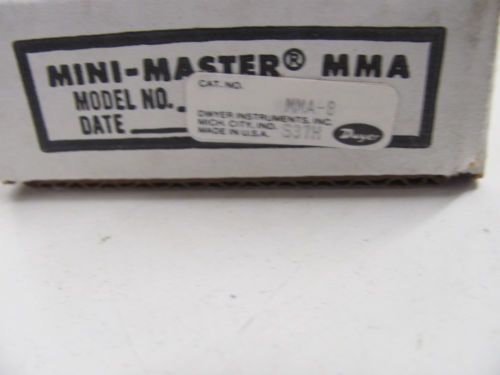 MINI-MASTER® MMA
MODEL NO.
DATE
CAT. NO.
MMA-8
DWYER INSTRUMENTS, INC.
MICH. CITY, IND.
MADE IN U.S.A. S37H
Dwyer